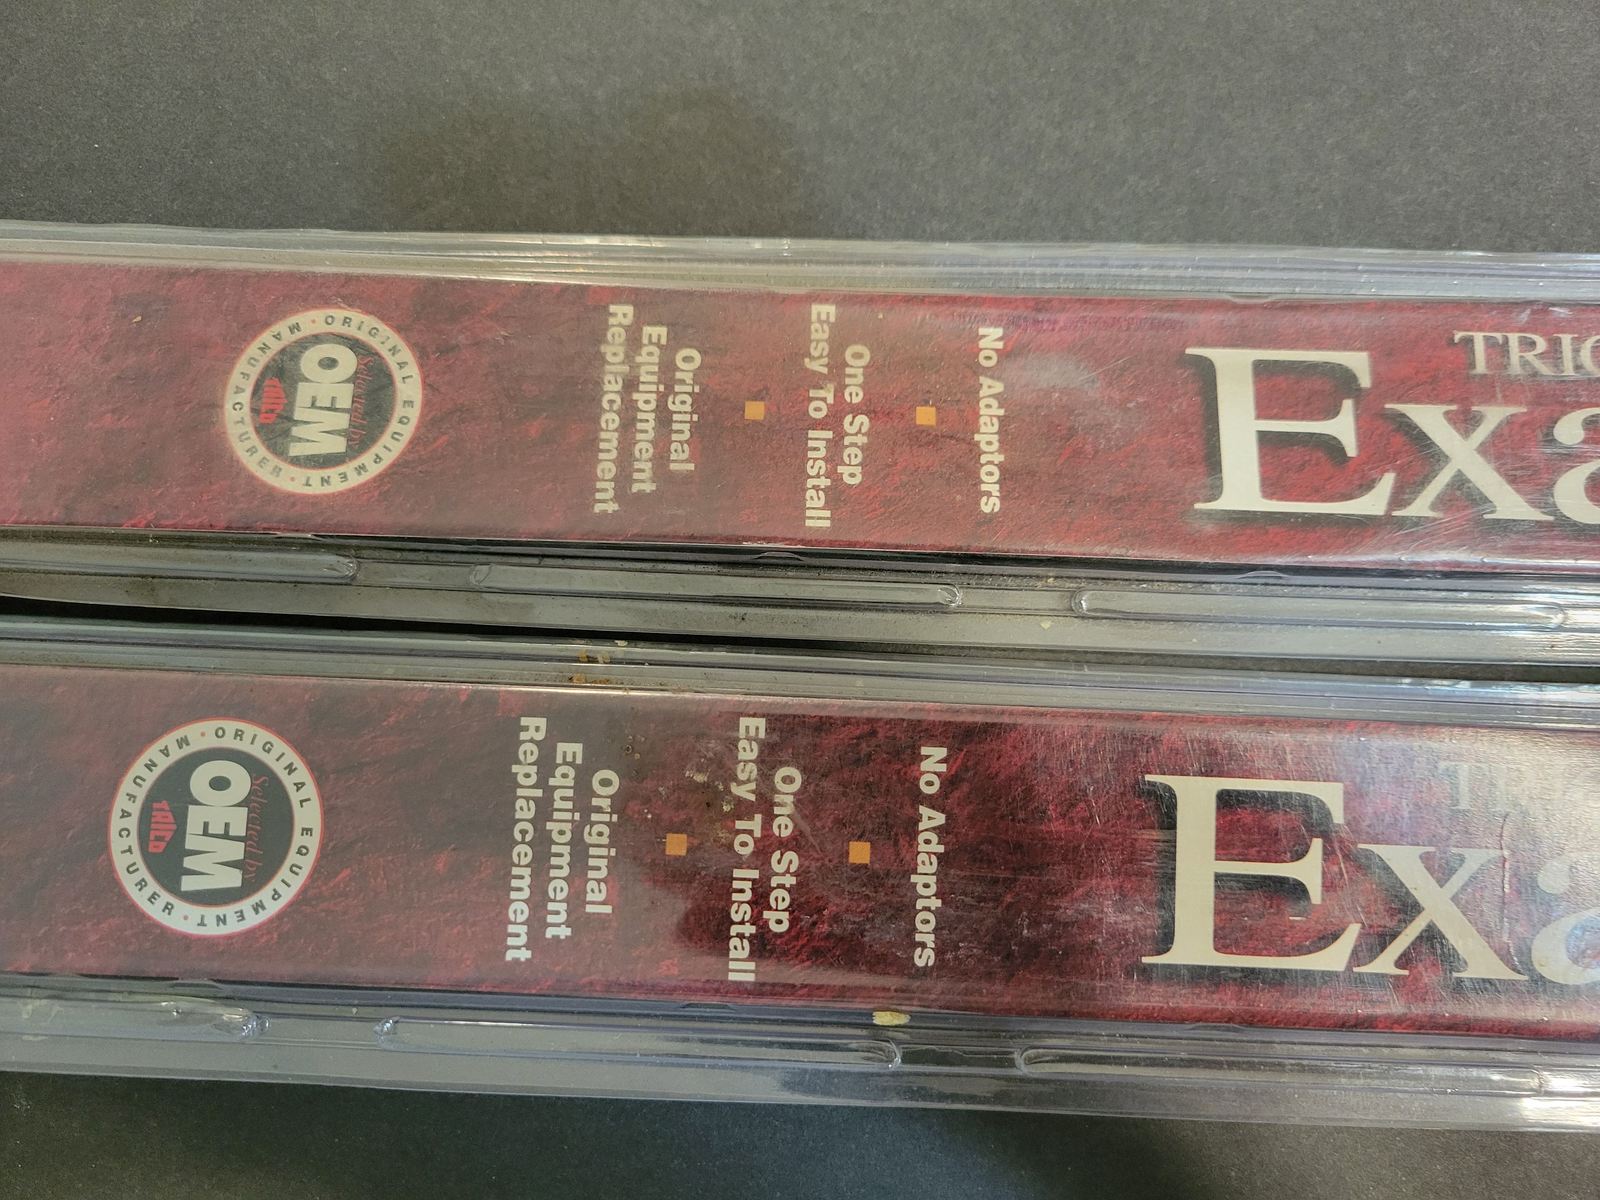 TRIC
Exa
No Adaptors
One Step
Easy To Install
Original
Equipment
Replacement
ORIGINAL EQUIPMENT MANUFACTURER
Selected by
OEM
TRICO
Exa
No Adaptors
One Step
Easy To Install
Original
Equipment
Replacement
ORIGINAL EQUIPMENT MANUFACTURER
Selected by
OEM
TRICO